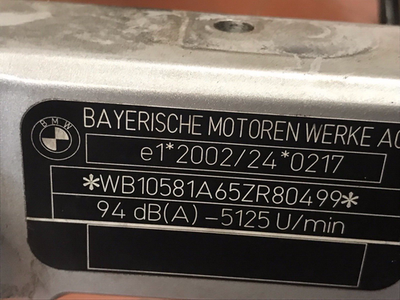 BMW
BAYERISCHE MOTOREN WERKE AG
e1*2002/24*0217
*WB10581A65ZR80499*
94 dB(A) -5125 U/min